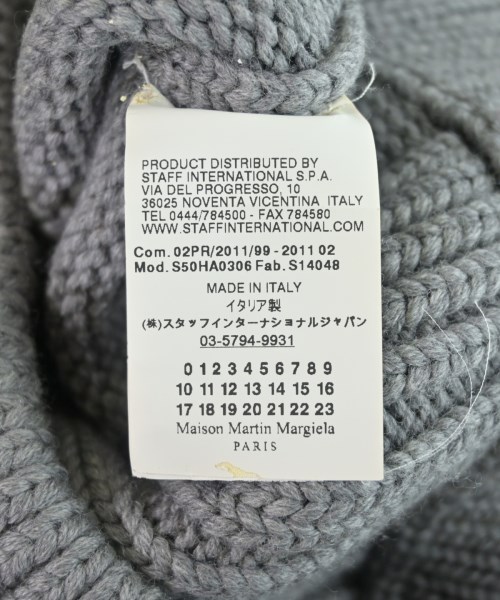 PRODUCT DISTRIBUTED BY
STAFF INTERNATIONAL S.P.A.
VIA DEL PROGRESSO, 10
36025 NOVENTA VICENTINA ITALY
TEL 0444/784500 - FAX 784580
WWW.STAFFINTERNATIONAL.COM
Com. 02PR/2011/99 - 2011 02
Mod. S50HA0306 Fab. S14048
MADE IN ITALY
イタリア製
(株)スタッフインターナショナルジャパン
03-5794-9931
0 1 2 3 4 5 6 7 8 9
10 11 12 13 14 15 16
17 18 19 20 21 22 23
Maison Martin Margiela
PARIS